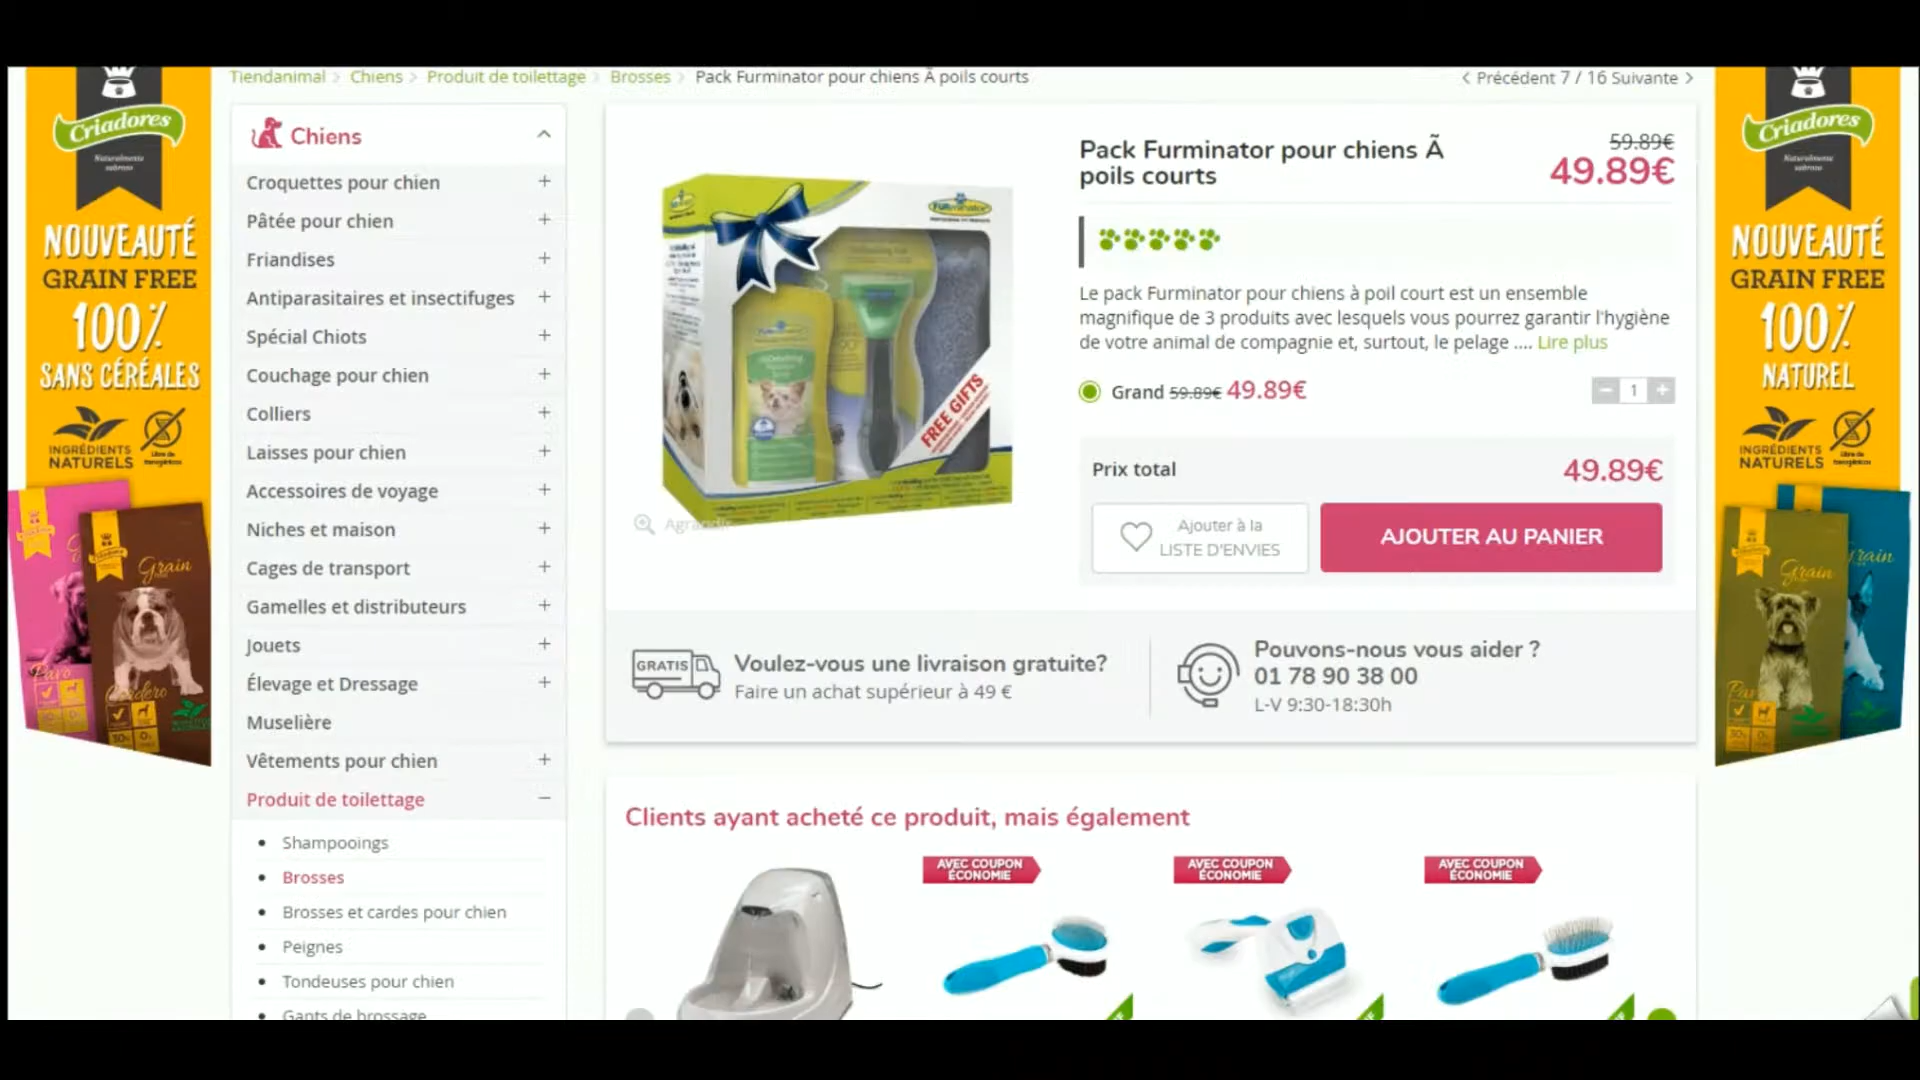 Tiendanimal > Chiens > Produit de toilettage > Brosses > Pack Furminator pour chiens Ã poils courts
< Précédent 7 / 16 Suivante >
Criadores
Naturalmente
sabroso
NOUVEAUTÉ
GRAIN FREE
100%
SANS CÉRÉALES
INGRÉDIENTS
NATURELS
Grain
Pavo
Cordero
Chiens
Croquettes pour chien
Pâtée pour chien
Friandises
Antiparasitaires et insectifuges
Spécial Chiots
Couchage pour chien
Colliers
Laisses pour chien
Accessoires de voyage
Niches et maison
Cages de transport
Gamelles et distributeurs
Jouets
Élevage et Dressage
Muselière
Vêtements pour chien
Produit de toilettage
Shampooings
Brosses
Brosses et cardes pour chien
Peignes
Tondeuses pour chien
Gants de brossage
FURminator
FREE GIFTS
Agrandir
Pack Furminator pour chiens Ã
poils courts
59.89€
49.89€
Le pack Furminator pour chiens à poil court est un ensemble
magnifique de 3 produits avec lesquels vous pourrez garantir l'hygiène
de votre animal de compagnie et, surtout, le pelage .... Lire plus
Grand 59.89€ 49.89€
− 1 +
Prix total 49.89€
Ajouter à la
LISTE D'ENVIES
AJOUTER AU PANIER
GRATIS
Voulez-vous une livraison gratuite?
Faire un achat supérieur à 49 €
Pouvons-nous vous aider ?
01 78 90 38 00
L-V 9:30-18:30h
Clients ayant acheté ce produit, mais également
AVEC COUPON
ÉCONOMIE
AVEC COUPON
ÉCONOMIE
AVEC COUPON
ÉCONOMIE
Criadores
Naturalmente
sabroso
NOUVEAUTÉ
GRAIN FREE
100%
NATUREL
INGRÉDIENTS
NATURELS
Grain